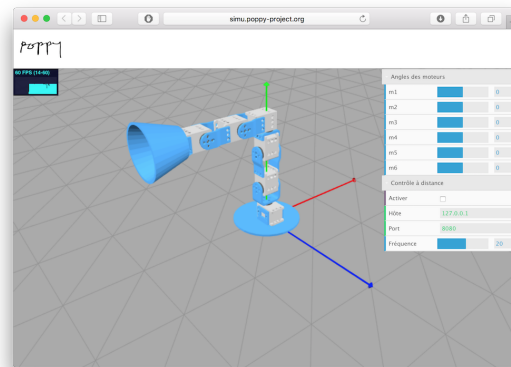 simu.poppy-project.org
poppy
60 FPS (14-60)
Angles des moteurs
m1 0
m2 0
m3 0
m4 0
m5 0
m6 0
Contrôle à distance
Activer
Hôte 127.0.0.1
Port 8080
Fréquence 20